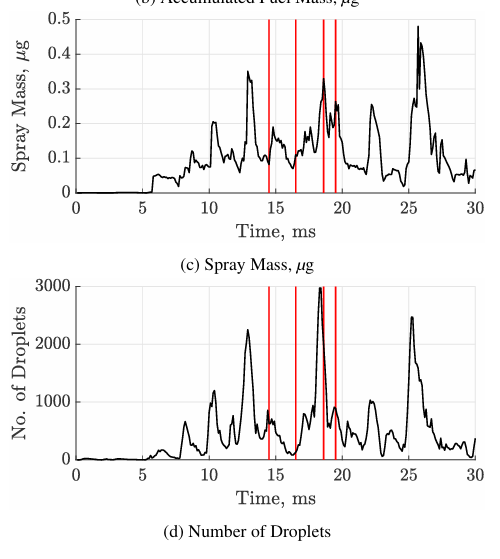 (b) Accumulated Fuel Mass, μg
0.5
0.4
0.3
0.2
0.1
0
Spray Mass, μg
0 5 10 15 20 25 30
Time, ms
(c) Spray Mass, μg
3000
2000
1000
0
No. of Droplets
0 5 10 15 20 25 30
Time, ms
(d) Number of Droplets